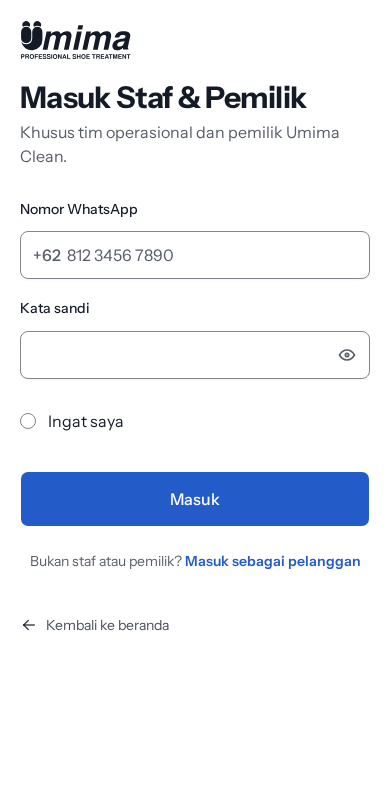 Umima
PROFESSIONAL SHOE TREATMENT
Masuk Staf & Pemilik
Khusus tim operasional dan pemilik Umima
Clean.
Nomor WhatsApp
+62 812 3456 7890
Kata sandi
Ingat saya
Masuk
Bukan staf atau pemilik? Masuk sebagai pelanggan
← Kembali ke beranda